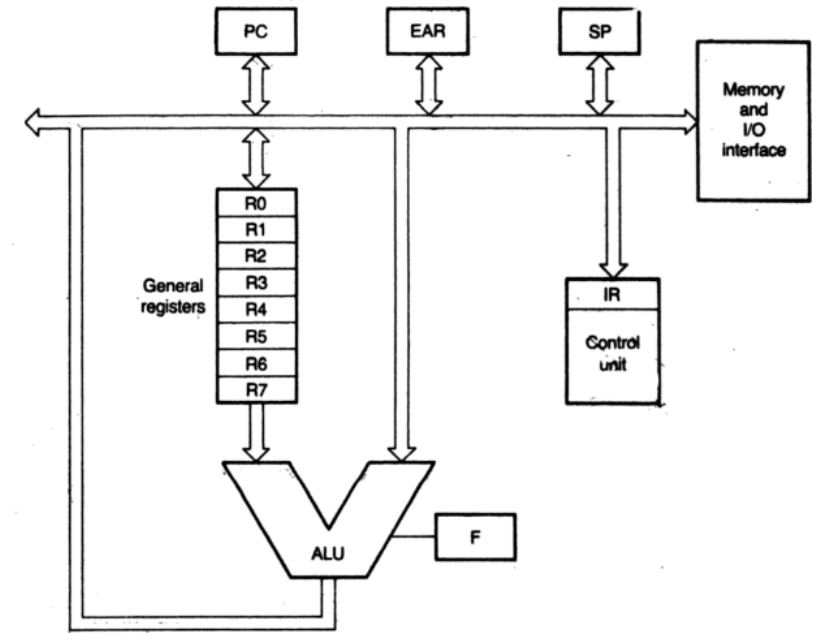 PC
EAR
SP
Memory
and
I/O
interface
R0
R1
R2
R3
R4
R5
R6
R7
General
registers
IR
Control
unit
ALU
F